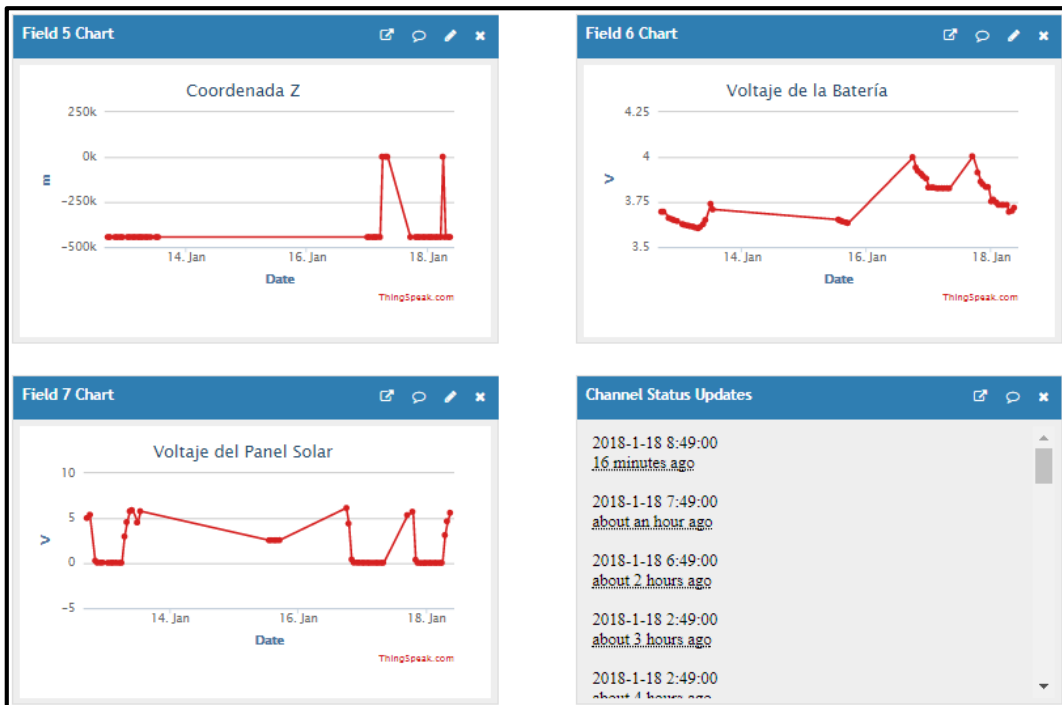 Field 5 Chart
Coordenada Z
250k
0k
-250k
-500k
m
14. Jan
16. Jan
18. Jan
Date
ThingSpeak.com
Field 6 Chart
Voltaje de la Batería
4.25
4
3.75
3.5
V
14. Jan
16. Jan
18. Jan
Date
ThingSpeak.com
Field 7 Chart
Voltaje del Panel Solar
10
5
0
-5
V
14. Jan
16. Jan
18. Jan
Date
ThingSpeak.com
Channel Status Updates
2018-1-18 8:49:00
16 minutes ago
2018-1-18 7:49:00
about an hour ago
2018-1-18 6:49:00
about 2 hours ago
2018-1-18 2:49:00
about 3 hours ago
2018-1-18 2:49:00
about 4 hours ago